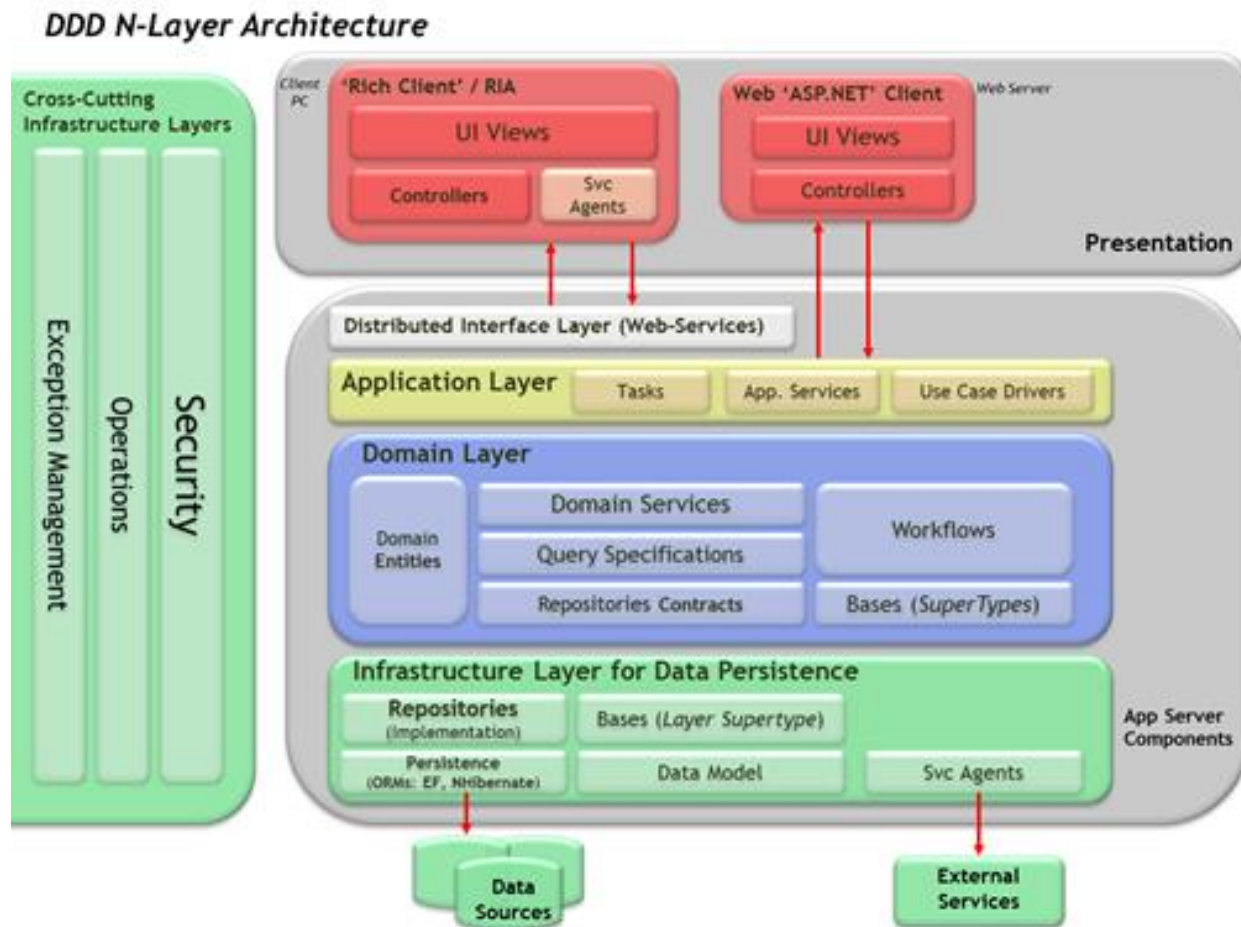 DDD N-Layer Architecture
Cross-Cutting
Infrastructure Layers
Exception Management
Operations
Security
Client
PC
'Rich Client' / RIA
UI Views
Controllers
Svc
Agents
Web 'ASP.NET' Client
Web Server
UI Views
Controllers
Presentation
Distributed Interface Layer (Web-Services)
Application Layer
Tasks
App. Services
Use Case Drivers
Domain Layer
Domain
Entities
Domain Services
Query Specifications
Repositories Contracts
Workflows
Bases (SuperTypes)
Infrastructure Layer for Data Persistence
Repositories
(Implementation)
Bases (Layer Supertype)
Persistence
(ORMs: EF, NHibernate)
Data Model
Svc Agents
App Server
Components
Data
Sources
External
Services